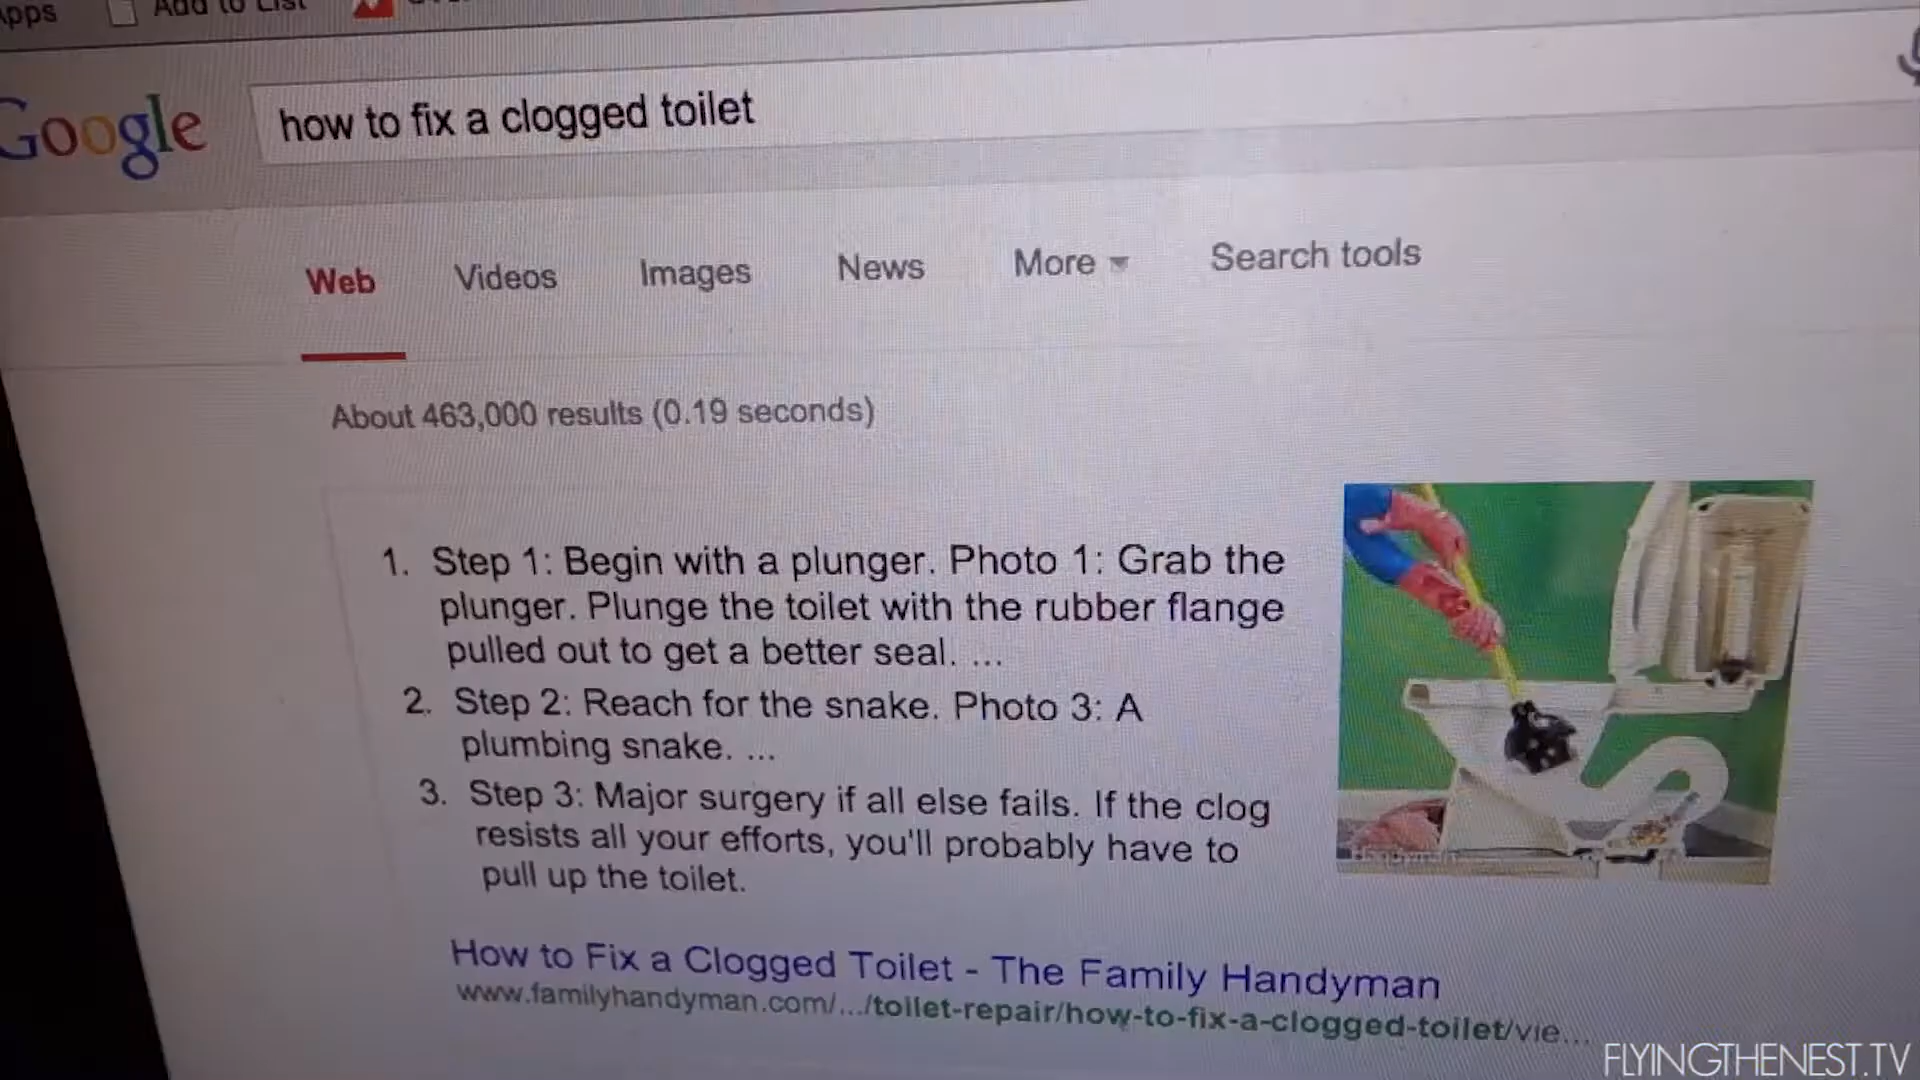 Apps
Add to List
Google
how to fix a clogged toilet
Web Videos Images News More Search tools
About 463,000 results (0.19 seconds)
1. Step 1: Begin with a plunger. Photo 1: Grab the
plunger. Plunge the toilet with the rubber flange
pulled out to get a better seal. ...
2. Step 2: Reach for the snake. Photo 3: A
plumbing snake. ...
3. Step 3: Major surgery if all else fails. If the clog
resists all your efforts, you'll probably have to
pull up the toilet.
How to Fix a Clogged Toilet - The Family Handyman
www.familyhandyman.com/.../toilet-repair/how-to-fix-a-clogged-toilet/vie...
FLYINGTHENEST.TV